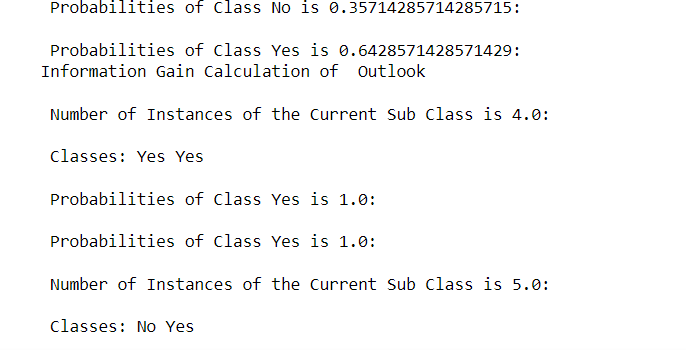 Probabilities of Class No is 0.35714285714285715:
Probabilities of Class Yes is 0.6428571428571429:
Information Gain Calculation of  Outlook
Number of Instances of the Current Sub Class is 4.0:
Classes: Yes Yes
Probabilities of Class Yes is 1.0:
Probabilities of Class Yes is 1.0:
Number of Instances of the Current Sub Class is 5.0:
Classes: No Yes